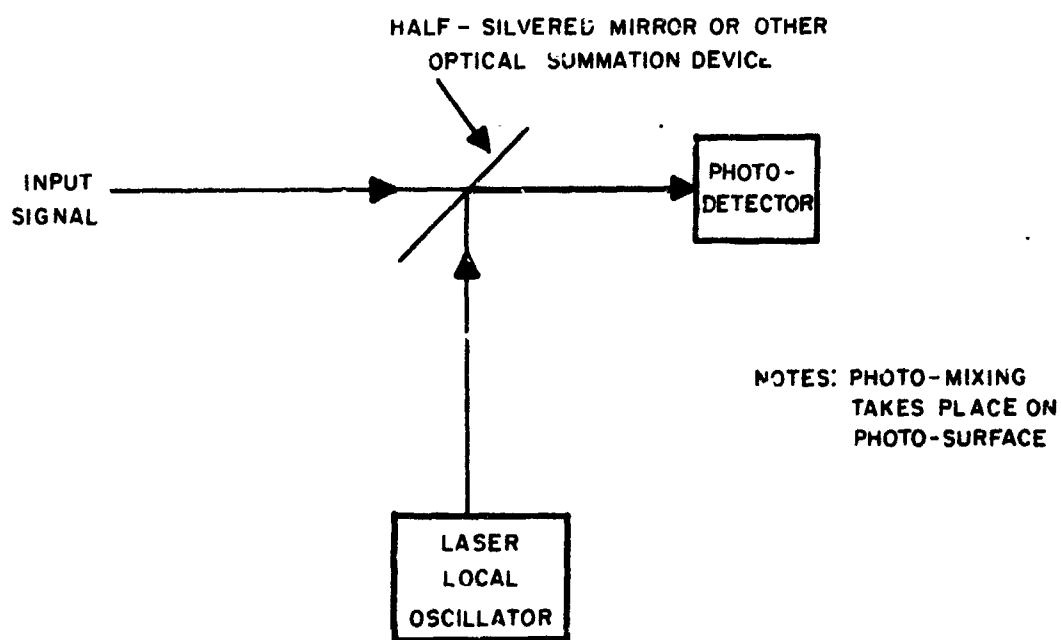 HALF - SILVERED MIRROR OR OTHER
OPTICAL SUMMATION DEVICE
INPUT
SIGNAL
PHOTO -
DETECTOR
NOTES: PHOTO-MIXING
TAKES PLACE ON
PHOTO-SURFACE
LASER
LOCAL
OSCILLATOR